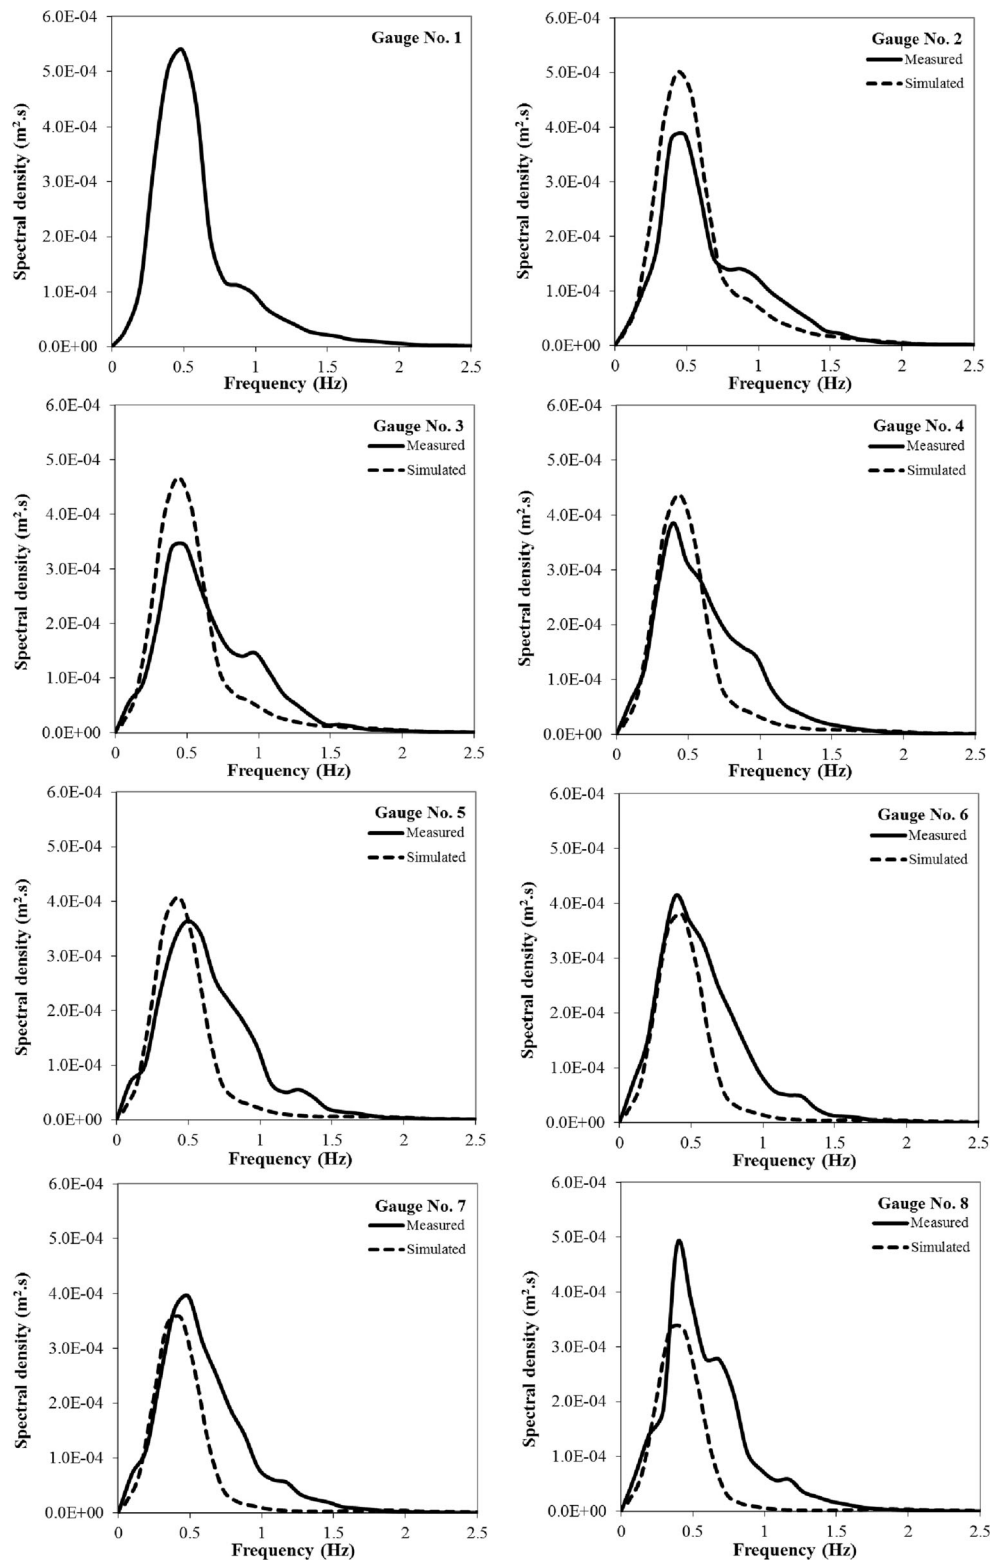 Gauge No. 1
Spectral density (m².s)
6.0E-04
5.0E-04
4.0E-04
3.0E-04
2.0E-04
1.0E-04
0.0E+00
0 0.5 1 1.5 2 2.5
Frequency (Hz)
Gauge No. 2
Measured
Simulated
Spectral density (m².s)
6.0E-04
5.0E-04
4.0E-04
3.0E-04
2.0E-04
1.0E-04
0.0E+00
0 0.5 1 1.5 2 2.5
Frequency (Hz)
Gauge No. 3
Measured
Simulated
Spectral density (m².s)
6.0E-04
5.0E-04
4.0E-04
3.0E-04
2.0E-04
1.0E-04
0.0E+00
0 0.5 1 1.5 2 2.5
Frequency (Hz)
Gauge No. 4
Measured
Simulated
Spectral density (m².s)
6.0E-04
5.0E-04
4.0E-04
3.0E-04
2.0E-04
1.0E-04
0.0E+00
0 0.5 1 1.5 2 2.5
Frequency (Hz)
Gauge No. 5
Measured
Simulated
Spectral density (m².s)
6.0E-04
5.0E-04
4.0E-04
3.0E-04
2.0E-04
1.0E-04
0.0E+00
0 0.5 1 1.5 2 2.5
Frequency (Hz)
Gauge No. 6
Measured
Simulated
Spectral density (m².s)
6.0E-04
5.0E-04
4.0E-04
3.0E-04
2.0E-04
1.0E-04
0.0E+00
0 0.5 1 1.5 2 2.5
Frequency (Hz)
Gauge No. 7
Measured
Simulated
Spectral density (m².s)
6.0E-04
5.0E-04
4.0E-04
3.0E-04
2.0E-04
1.0E-04
0.0E+00
0 0.5 1 1.5 2 2.5
Frequency (Hz)
Gauge No. 8
Measured
Simulated
Spectral density (m².s)
6.0E-04
5.0E-04
4.0E-04
3.0E-04
2.0E-04
1.0E-04
0.0E+00
0 0.5 1 1.5 2 2.5
Frequency (Hz)